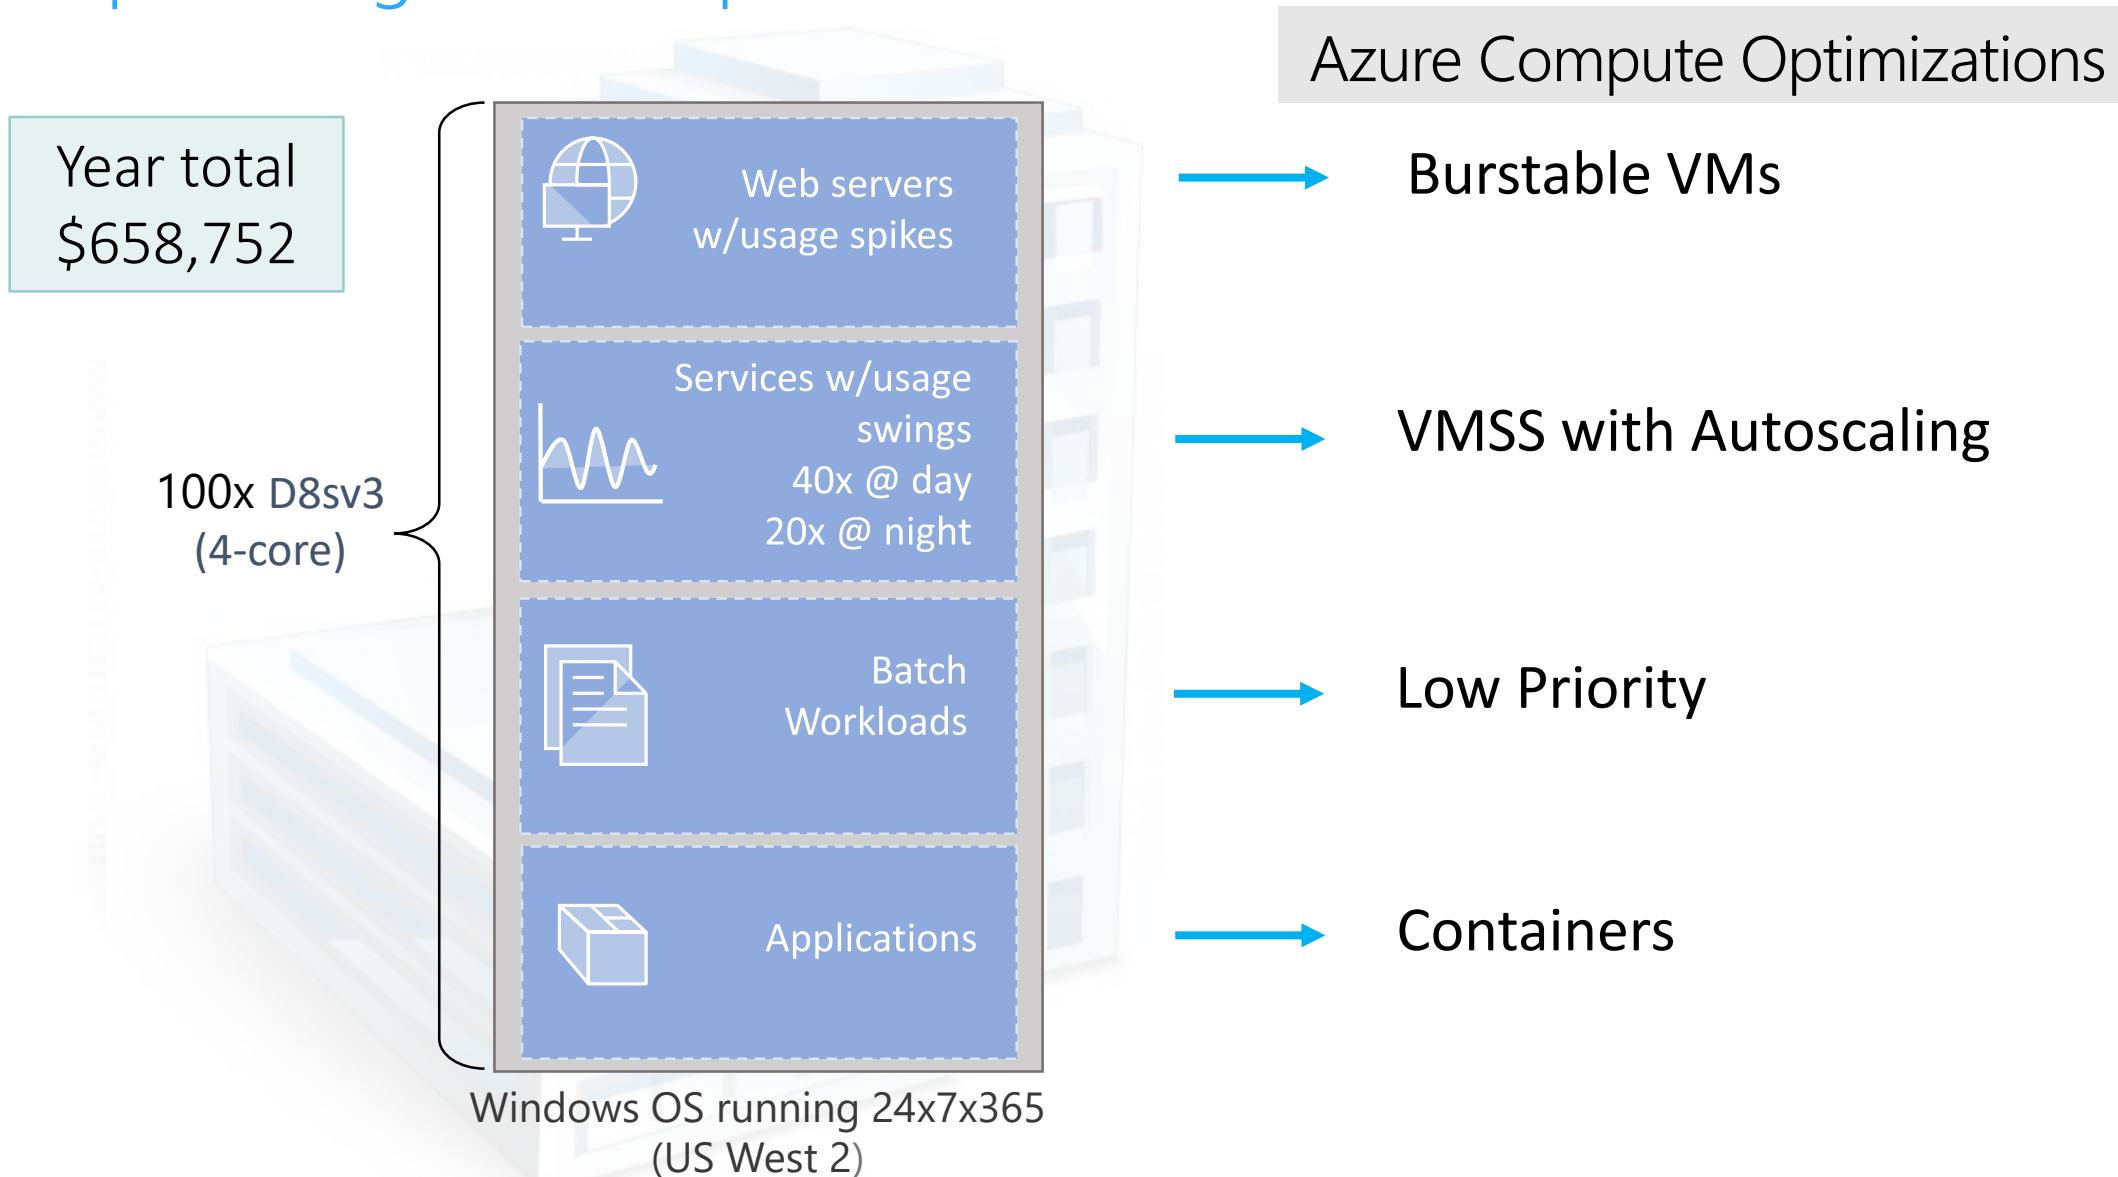 Azure Compute Optimizations
Year total
$658,752
100x D8sv3
(4-core)
Web servers
w/usage spikes
Burstable VMs
Services w/usage
swings
40x @ day
20x @ night
VMSS with Autoscaling
Batch
Workloads
Low Priority
Applications
Containers
Windows OS running 24x7x365
(US West 2)